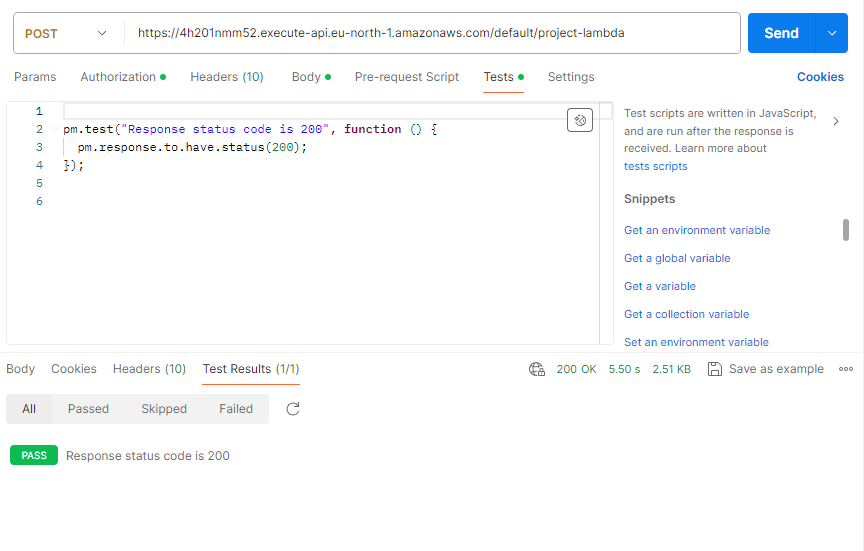 POST https://4h201nmm52.execute-api.eu-north-1.amazonaws.com/default/project-lambda Send
Params Authorization Headers (10) Body Pre-request Script Tests Settings Cookies
1
2 pm.test("Response status code is 200", function () {
3 pm.response.to.have.status(200);
4 });
5
6
Test scripts are written in JavaScript,
and are run after the response is
received. Learn more about
tests scripts
Snippets
Get an environment variable
Get a global variable
Get a variable
Get a collection variable
Set an environment variable
Body Cookies Headers (10) Test Results (1/1) 200 OK 5.50 s 2.51 KB Save as example
All Passed Skipped Failed
PASS Response status code is 200